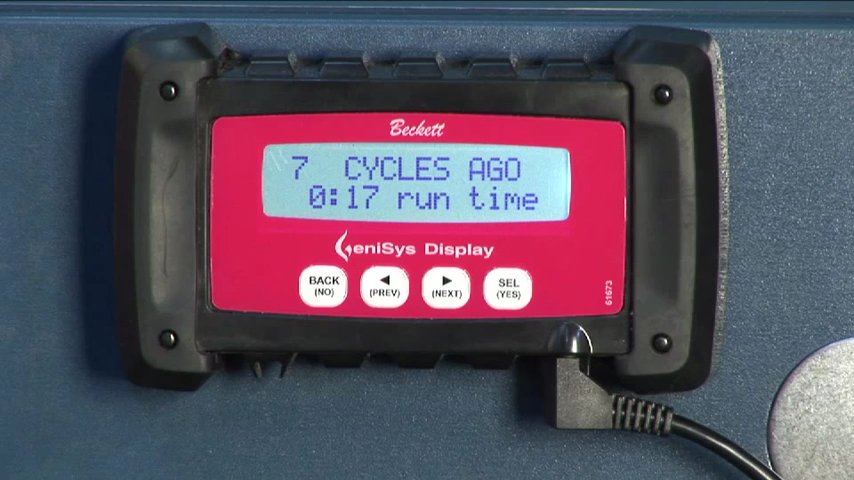 Beckett
7 CYCLES AGO
0:17 run time
GeniSys Display
BACK
(NO)
◀
(PREV)
▶
(NEXT)
SEL
(YES)
61673